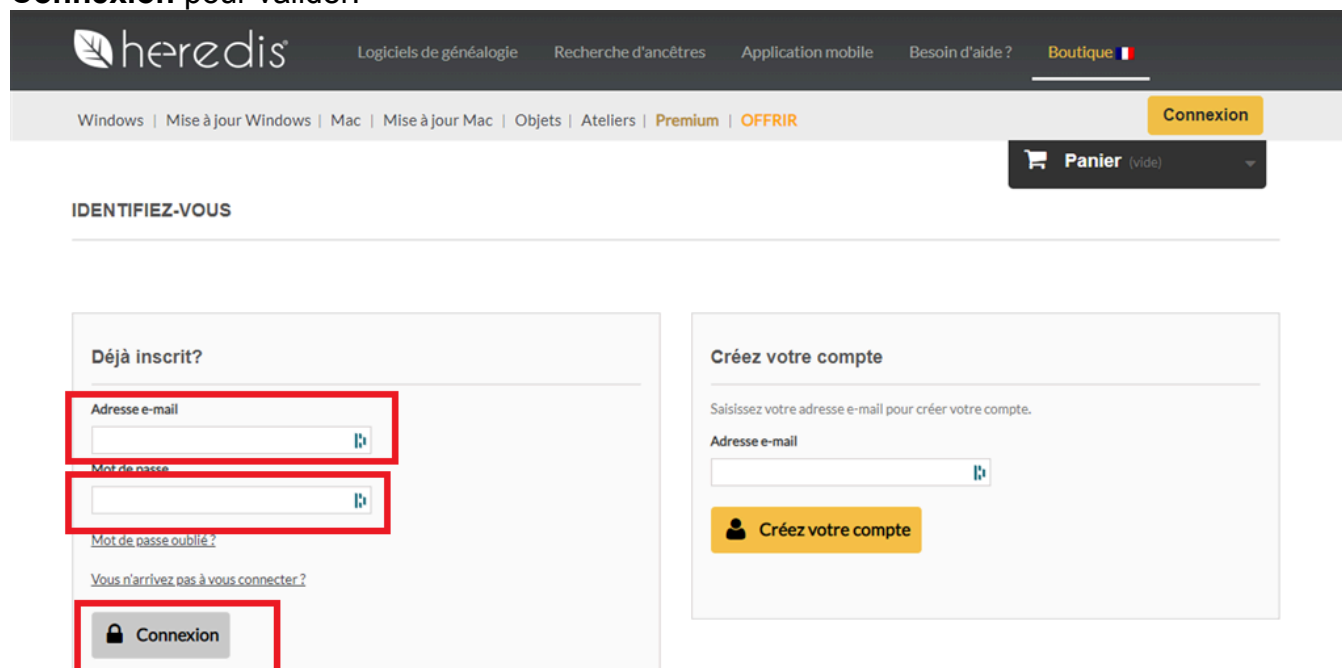 Connexion pour valider.
heredis
Logiciels de généalogie Recherche d'ancêtres Application mobile Besoin d'aide ? Boutique
Windows | Mise à jour Windows | Mac | Mise à jour Mac | Objets | Ateliers | Premium | OFFRIR
Connexion
Panier (vide)
IDENTIFIEZ-VOUS
Déjà inscrit?
Adresse e-mail
Mot de passe
Mot de passe oublié ?
Vous n'arrivez pas à vous connecter ?
Connexion
Créez votre compte
Saisissez votre adresse e-mail pour créer votre compte.
Adresse e-mail
Créez votre compte